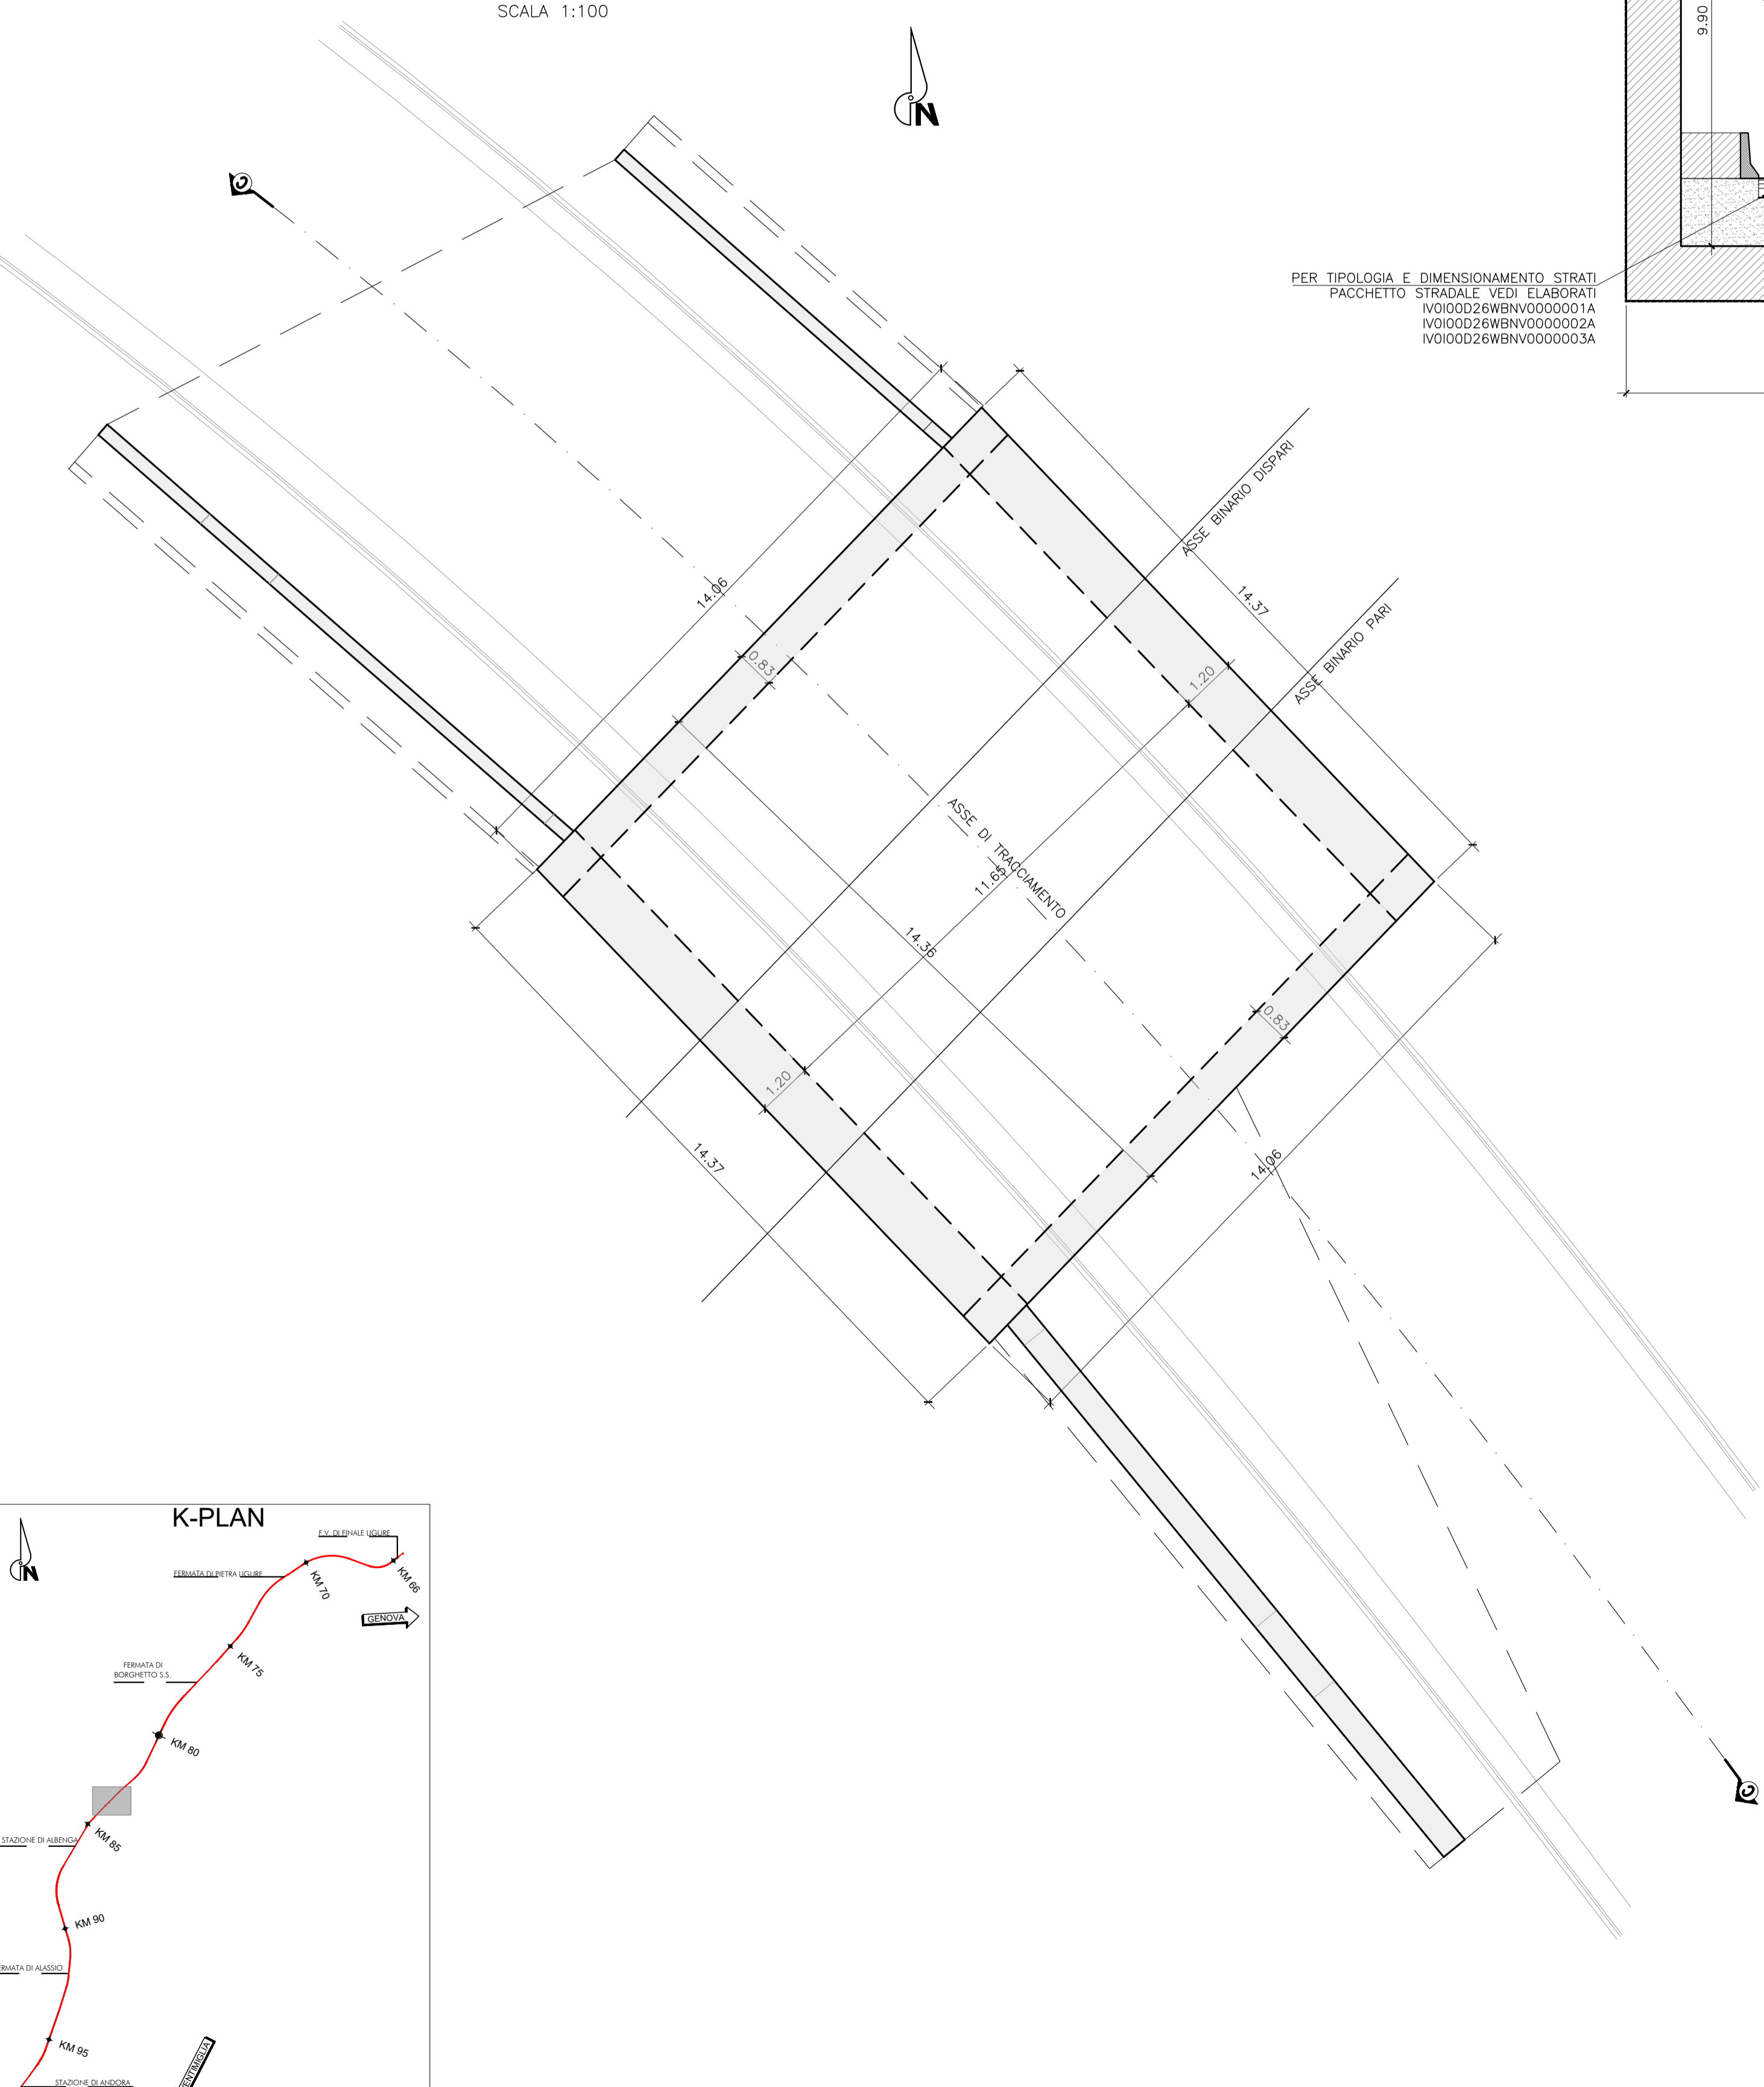 SCALA 1:100
N
9.90
C
PER TIPOLOGIA E DIMENSIONAMENTO STRATI
PACCHETTO STRADALE VEDI ELABORATI
IV0I00D26WBNV0000001A
IV0I00D26WBNV0000002A
IV0I00D26WBNV0000003A
ASSE BINARIO DISPARI
14.06
14.37
ASSE BINARIO PARI
0.83
1.20
ASSE DI TRACCIAMENTO
11.65
14.36
0.83
1.20
14.37
14.06
C
K-PLAN
N
F.V. DI FINALE LIGURE
FERMATA DI PIETRA LIGURE
KM 66
KM 70
GENOVA
KM 75
FERMATA DI
BORGHETTO S.S.
KM 80
STAZIONE DI ALBENGA
KM 85
KM 90
ERMATA DI ALASSIO
KM 95
ENTIMIGLIA
STAZIONE DI ANDORA